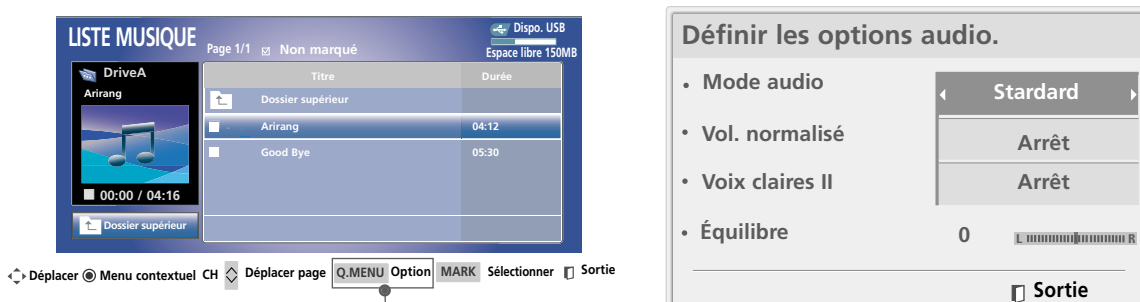 LISTE MUSIQUE
Page 1/1 Non marqué
Dispo. USB
Espace libre 150MB
DriveA
Arirang
00:00 / 04:16
Dossier supérieur
Titre Durée
Dossier supérieur
Arirang 04:12
Good Bye 05:30
Déplacer Menu contextuel CH Déplacer page Q.MENU Option MARK Sélectionner Sortie
Définir les options audio.
• Mode audio Stardard
• Vol. normalisé Arrêt
• Voix claires II Arrêt
• Équilibre 0 L R
Sortie